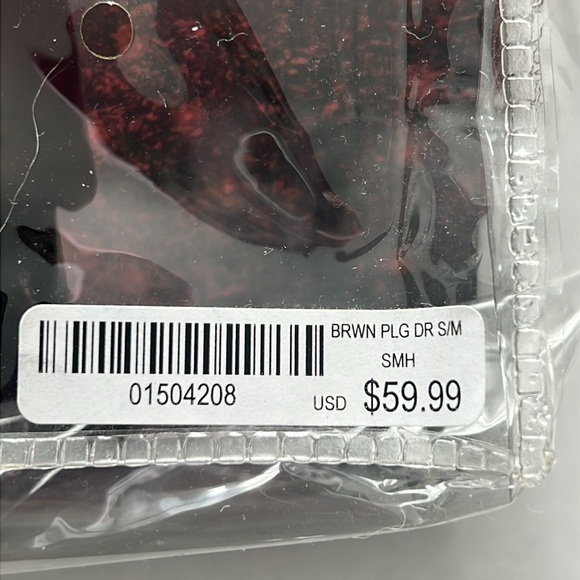 BRWN PLG DR S/M
SMH
01504208
USD $59.99